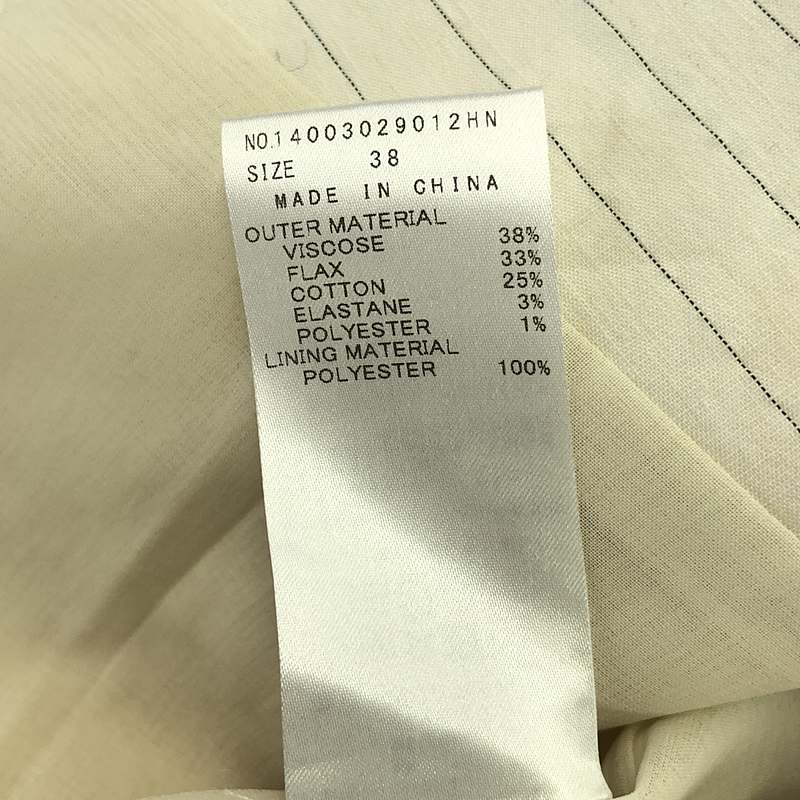 NO.14003029012HN
SIZE 38
MADE IN CHINA
OUTER MATERIAL
VISCOSE 38%
FLAX 33%
COTTON 25%
ELASTANE 3%
POLYESTER 1%
LINING MATERIAL
POLYESTER 100%